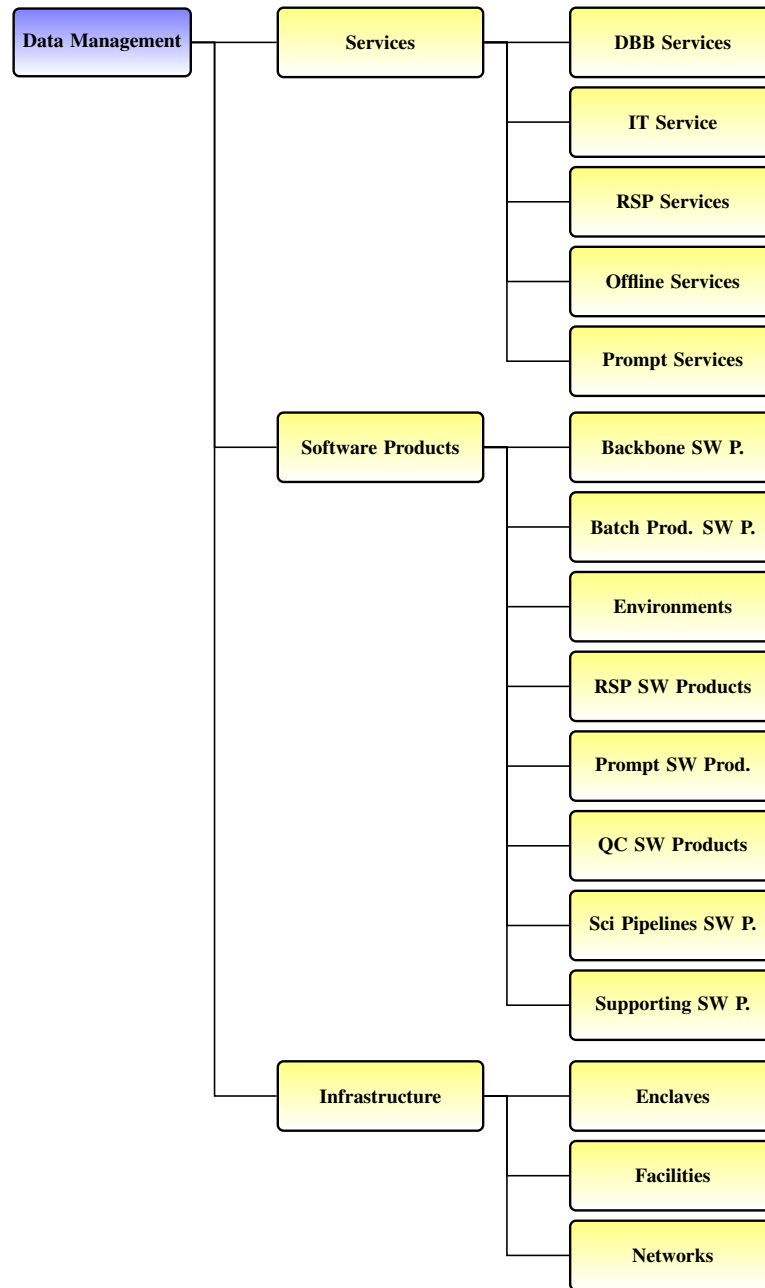 Data Management
Services
DBB Services
IT Service
RSP Services
Offline Services
Prompt Services
Software Products
Backbone SW P.
Batch Prod. SW P.
Environments
RSP SW Products
Prompt SW Prod.
QC SW Products
Sci Pipelines SW P.
Supporting SW P.
Infrastructure
Enclaves
Facilities
Networks